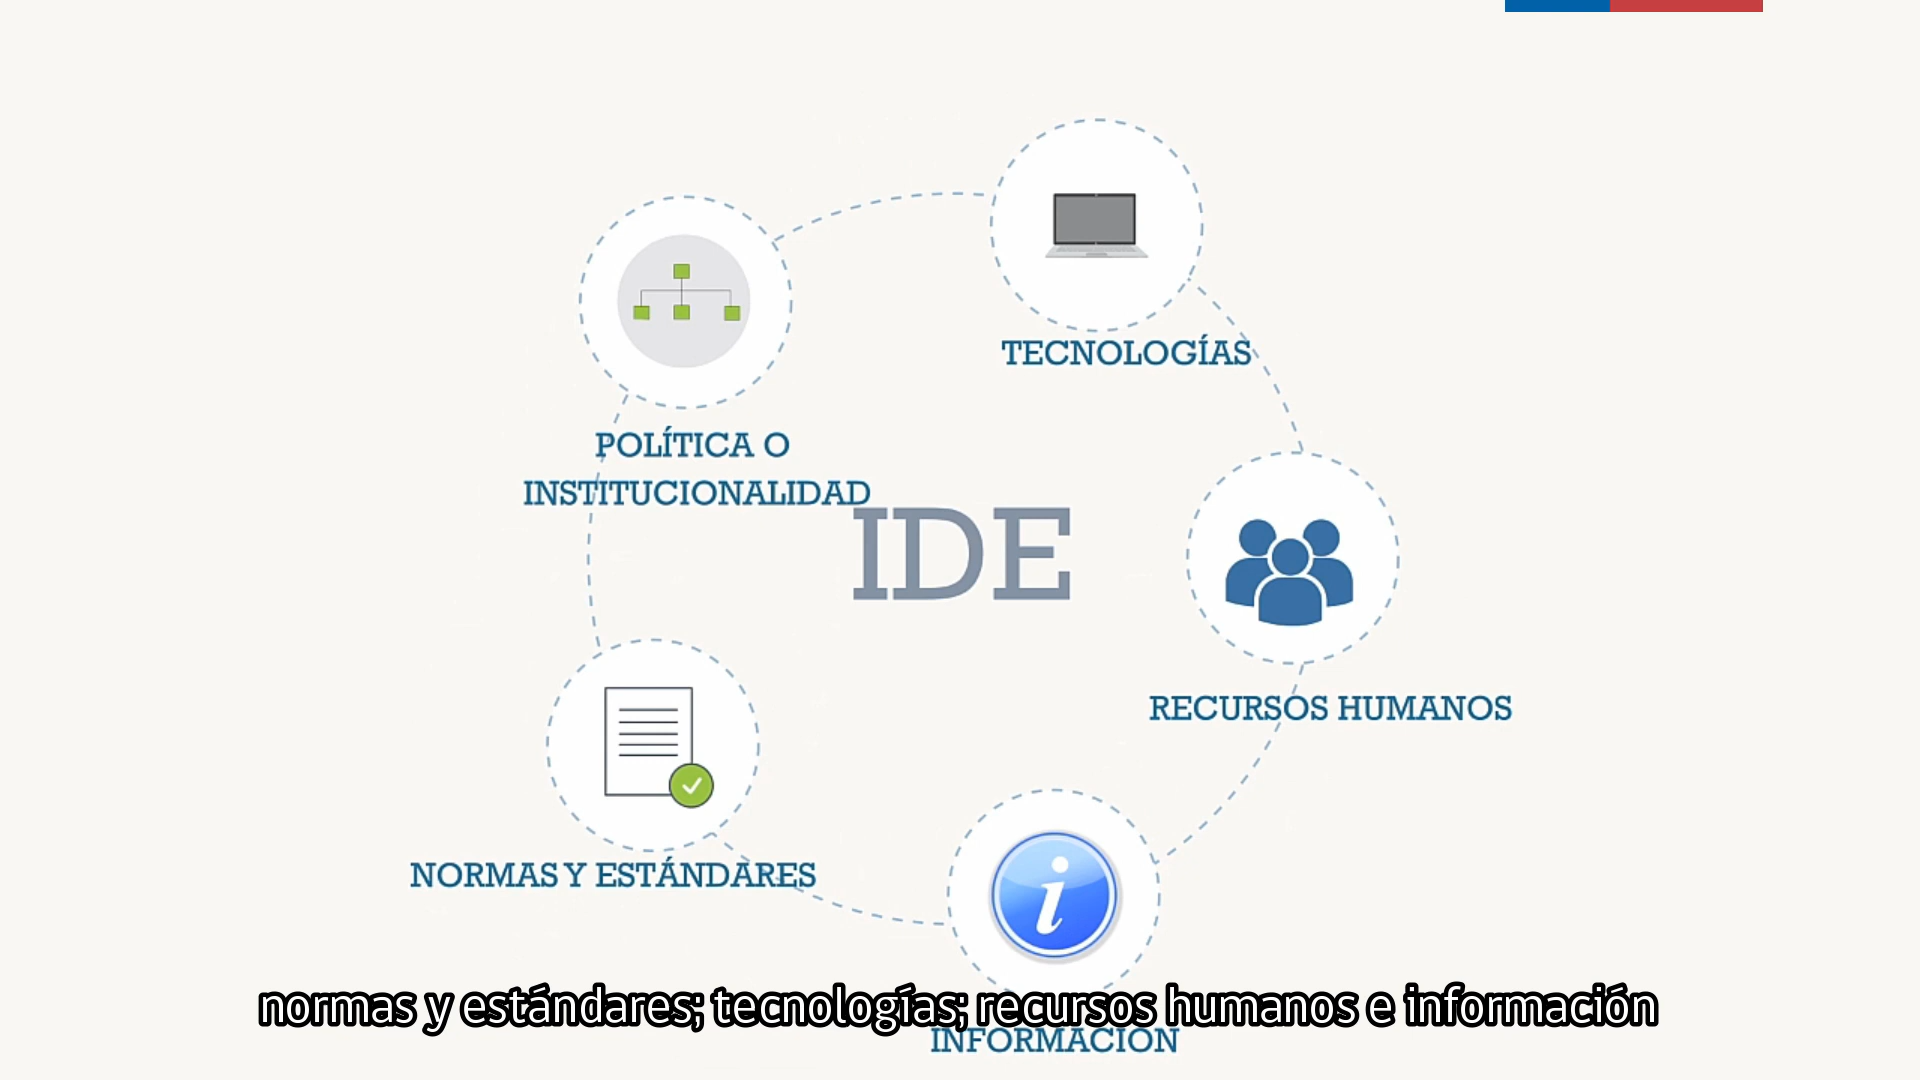 TECNOLOGÍAS
POLÍTICA O
INSTITUCIONALIDAD
IDE
RECURSOS HUMANOS
NORMAS Y ESTÁNDARES
normas y estándares; tecnologías; recursos humanos e información
INFORMACIÓN